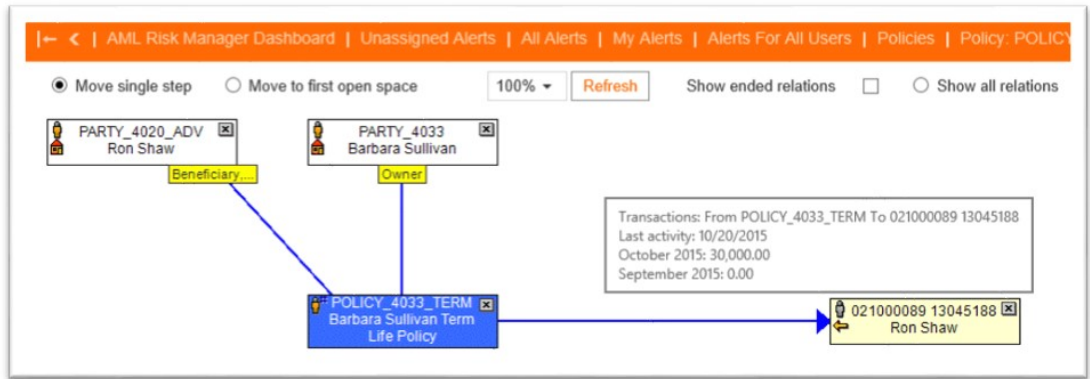 |← < | AML Risk Manager Dashboard | Unassigned Alerts | All Alerts | My Alerts | Alerts For All Users | Policies | Policy: POLICY
Move single step Move to first open space 100% Refresh Show ended relations Show all relations
PARTY_4020_ADV
Ron Shaw
Beneficiary,...
PARTY_4033
Barbara Sullivan
Owner
Transactions: From POLICY_4033_TERM To 021000089 13045188
Last activity: 10/20/2015
October 2015: 30,000.00
September 2015: 0.00
POLICY_4033_TERM
Barbara Sullivan Term
Life Policy
021000089 13045188
Ron Shaw